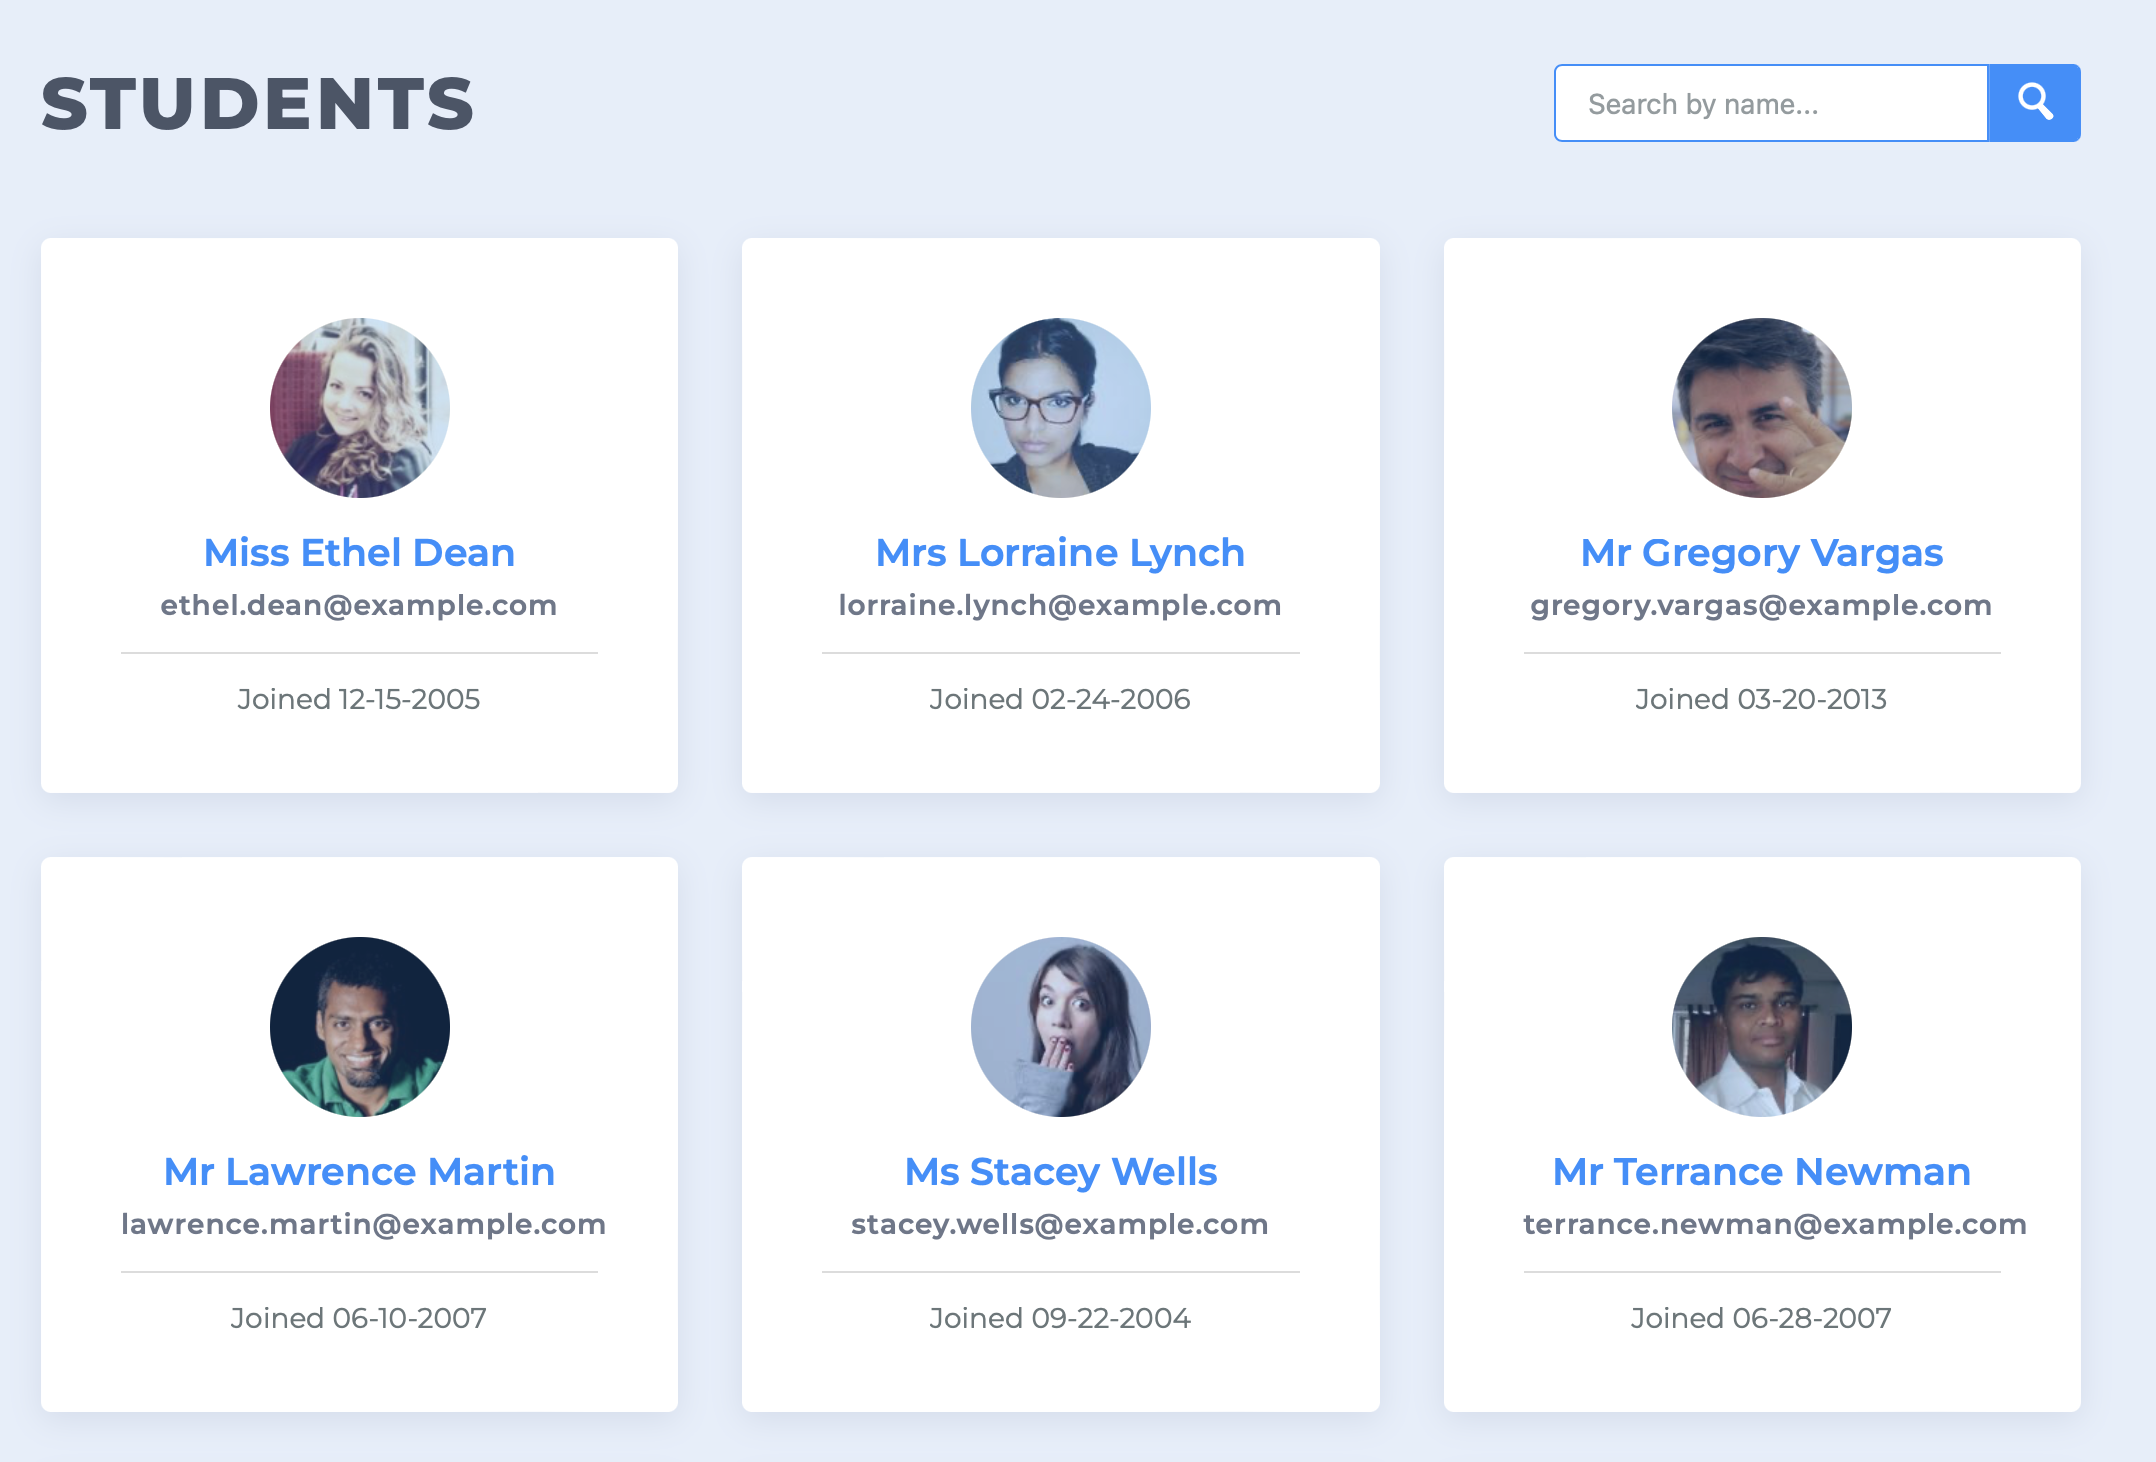 STUDENTS
Search by name...
Miss Ethel Dean
ethel.dean@example.com
Joined 12-15-2005
Mrs Lorraine Lynch
lorraine.lynch@example.com
Joined 02-24-2006
Mr Gregory Vargas
gregory.vargas@example.com
Joined 03-20-2013
Mr Lawrence Martin
lawrence.martin@example.com
Joined 06-10-2007
Ms Stacey Wells
stacey.wells@example.com
Joined 09-22-2004
Mr Terrance Newman
terrance.newman@example.com
Joined 06-28-2007